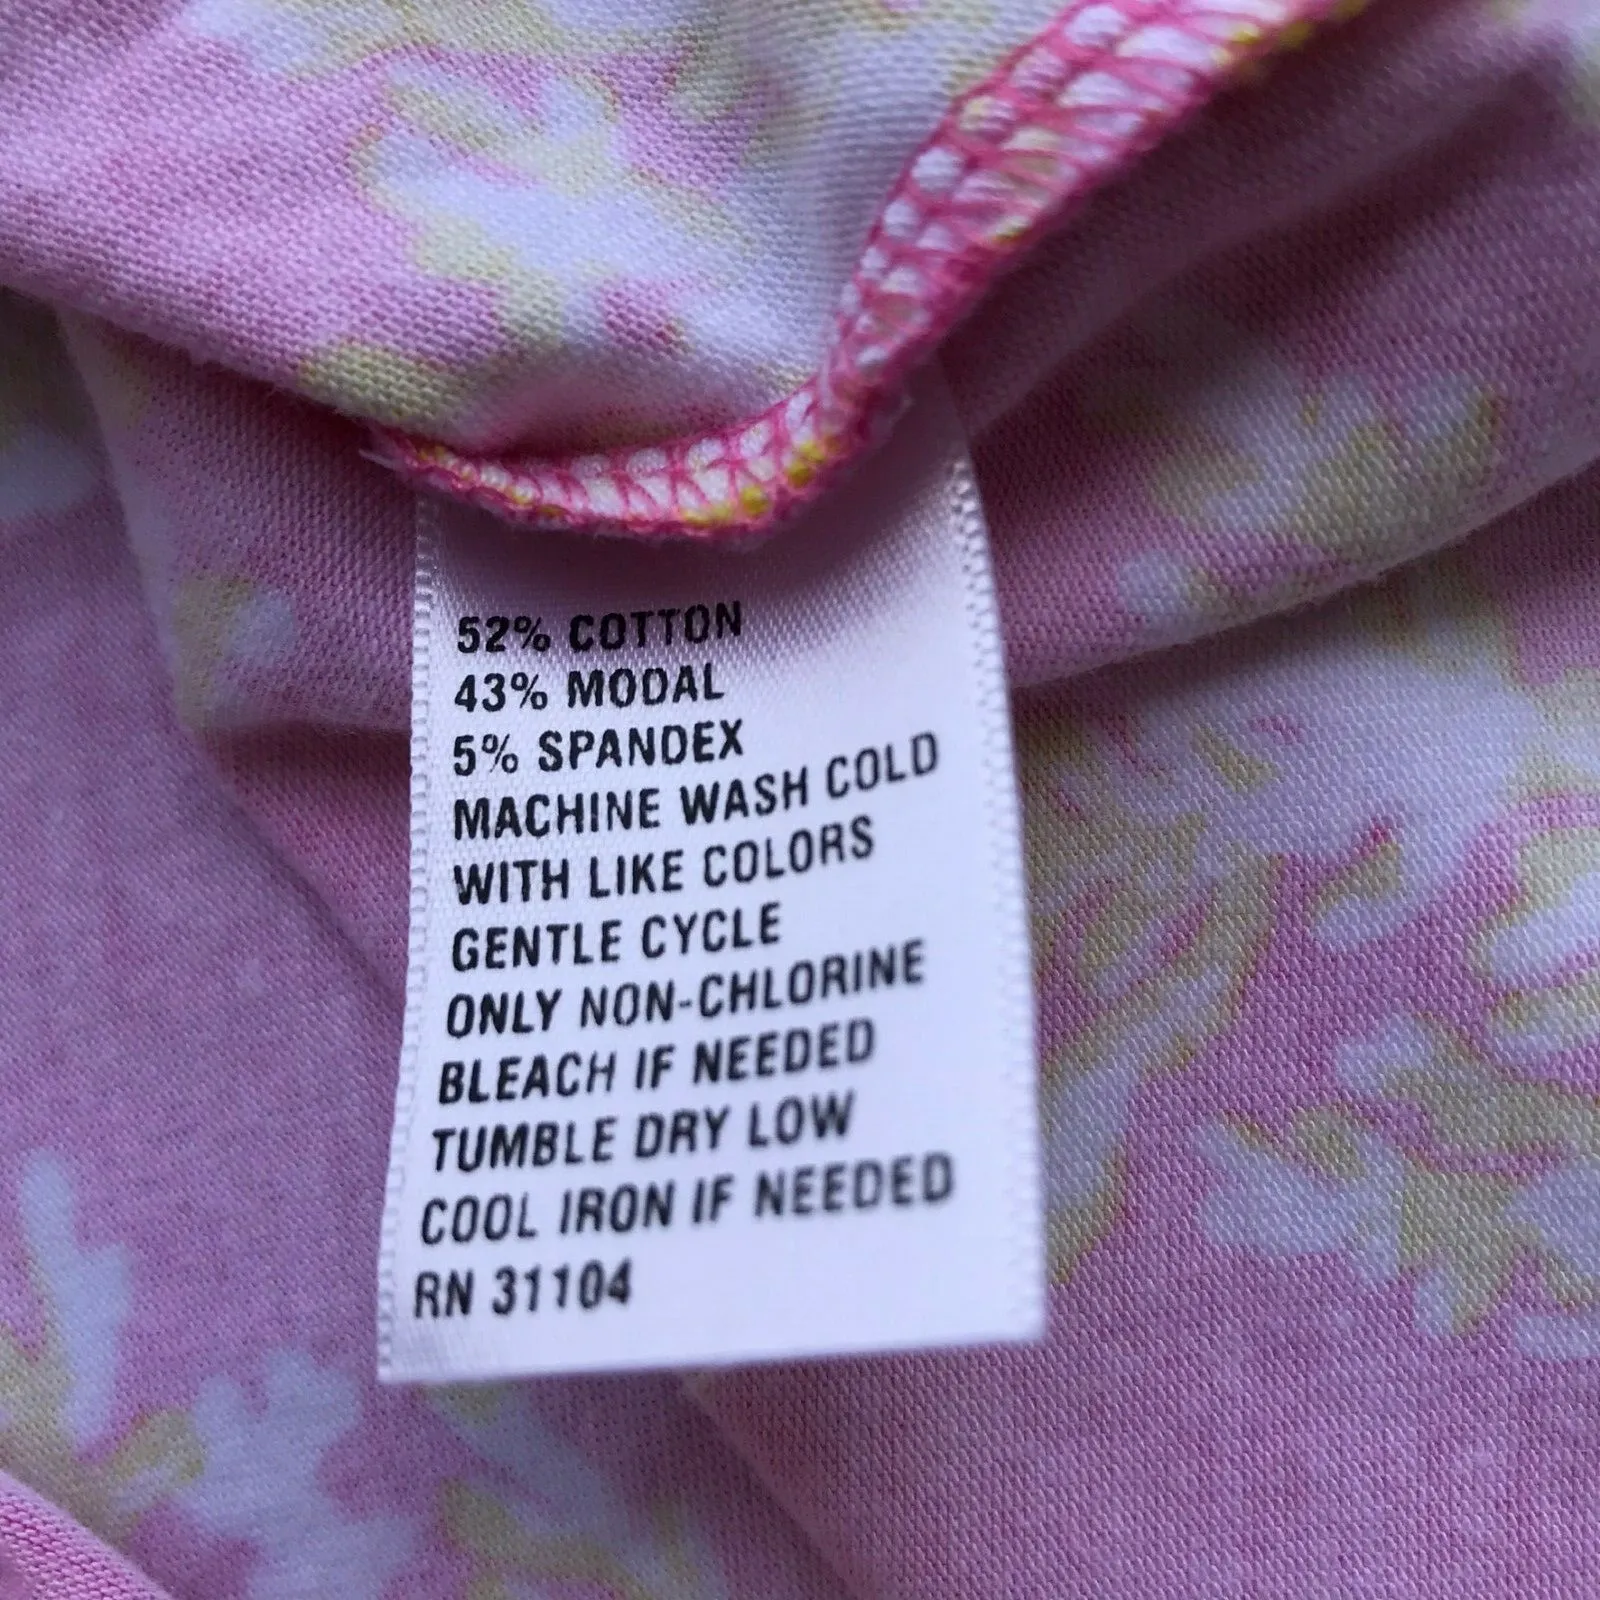 52% COTTON
43% MODAL
5% SPANDEX
MACHINE WASH COLD
WITH LIKE COLORS
GENTLE CYCLE
ONLY NON-CHLORINE
BLEACH IF NEEDED
TUMBLE DRY LOW
COOL IRON IF NEEDED
RN 31104